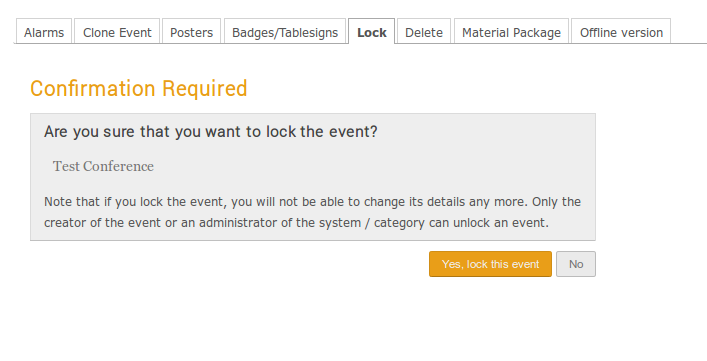 Alarms Clone Event Posters Badges/Tablesigns Lock Delete Material Package Offline version
Confirmation Required
Are you sure that you want to lock the event?
Test Conference
Note that if you lock the event, you will not be able to change its details any more. Only the
creator of the event or an administrator of the system / category can unlock an event.
Yes, lock this event No